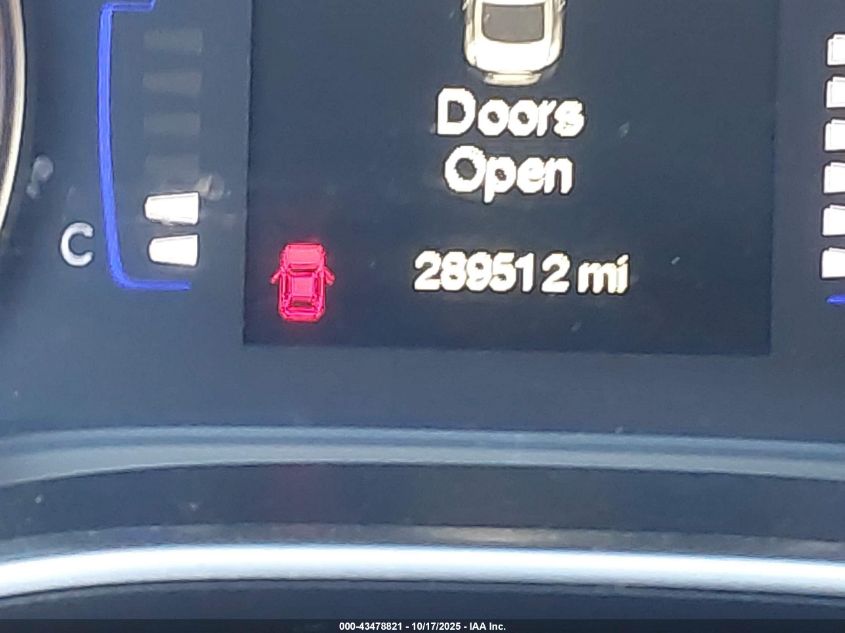 Doors
Open
C
289512 mi
000-43478821 - 10/17/2025 - IAA Inc.